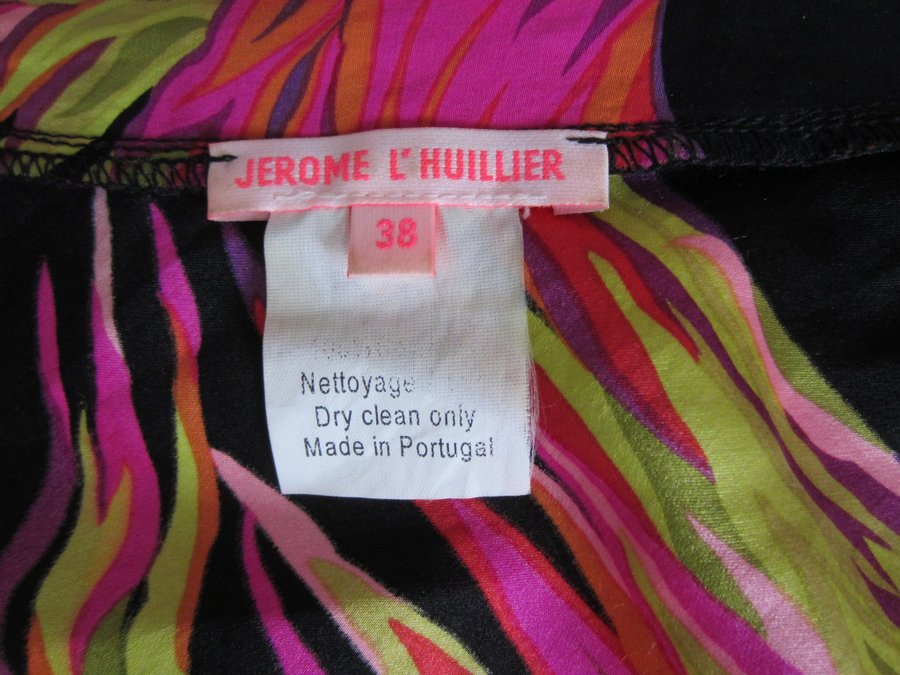 JEROME L'HUILLIER
38
Nettoyage
Dry clean only
Made in Portugal